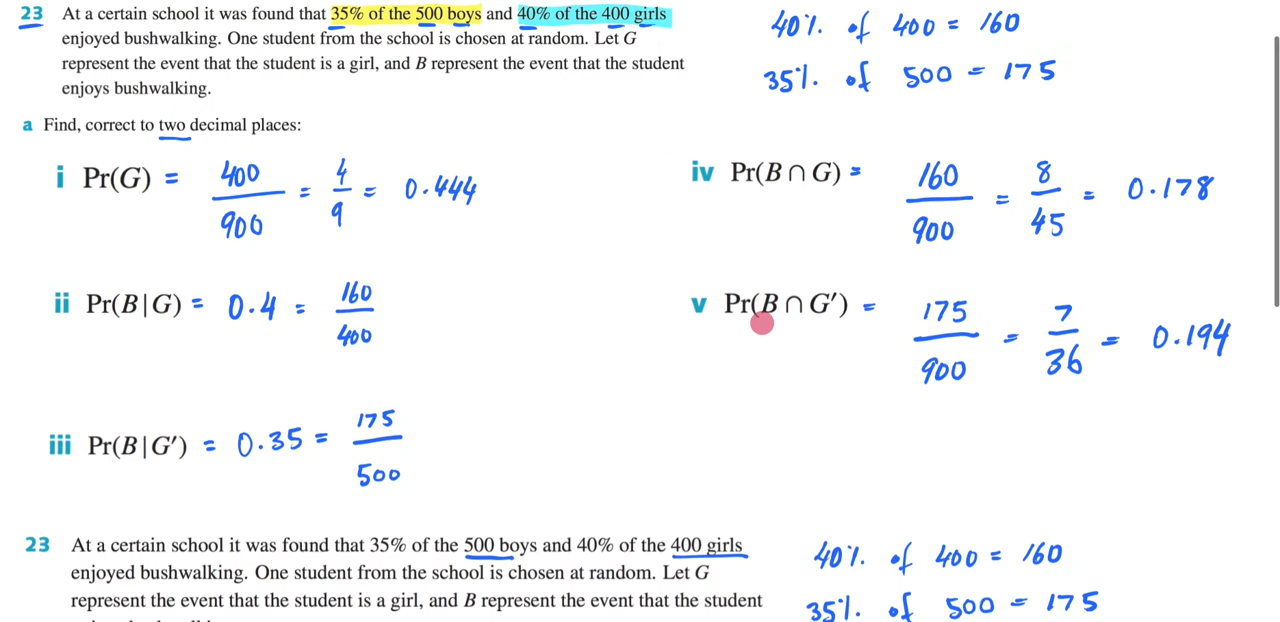 23 At a certain school it was found that 35% of the 500 boys and 40% of the 400 girls
enjoyed bushwalking. One student from the school is chosen at random. Let G
represent the event that the student is a girl, and B represent the event that the student
enjoys bushwalking.
40% of 400 = 160
35% of 500 = 175
a Find, correct to two decimal places:
i Pr(G) = 400/900 = 4/9 = 0.444
ii Pr(B|G) = 0.4 = 160/400
iii Pr(B|G′) = 0.35 = 175/500
iv Pr(B ∩ G) = 160/900 = 8/45 = 0.178
v Pr(B ∩ G′) = 175/900 = 7/36 = 0.194
23 At a certain school it was found that 35% of the 500 boys and 40% of the 400 girls
enjoyed bushwalking. One student from the school is chosen at random. Let G
represent the event that the student is a girl, and B represent the event that the student
40% of 400 = 160
35% of 500 = 175